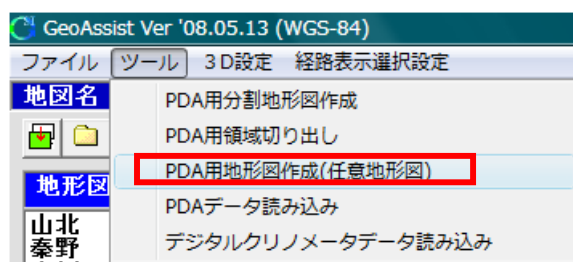 GeoAssist Ver '08.05.13 (WGS-84)
ファイル ツール 3D設定 経路表示選択設定
地図名
PDA用分割地形図作成
PDA用領域切り出し
PDA用地形図作成(任意地形図)
地形図
PDAデータ読み込み
山北
デジタルクリノメータデータ読み込み
秦野